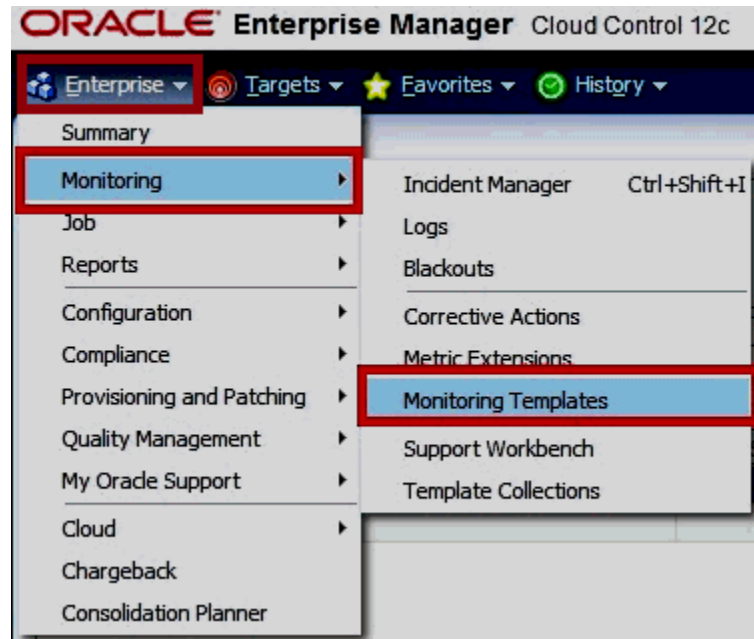 ORACLE Enterprise Manager Cloud Control 12c
Enterprise Targets Favorites History
Summary
Monitoring
Job
Reports
Configuration
Compliance
Provisioning and Patching
Quality Management
My Oracle Support
Cloud
Chargeback
Consolidation Planner
Incident Manager Ctrl+Shift+I
Logs
Blackouts
Corrective Actions
Metric Extensions
Monitoring Templates
Support Workbench
Template Collections